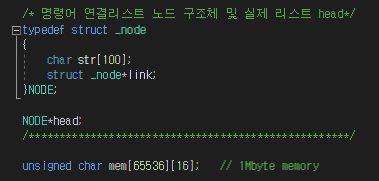 /* 명령어 연결리스트 노드 구조체 및 실제 리스트 head*/
typedef struct _node
{
char str[100];
struct _node*link;
}NODE;
NODE*head;
/****************************************************/
unsigned char mem[65536][16];   // 1Mbyte memory